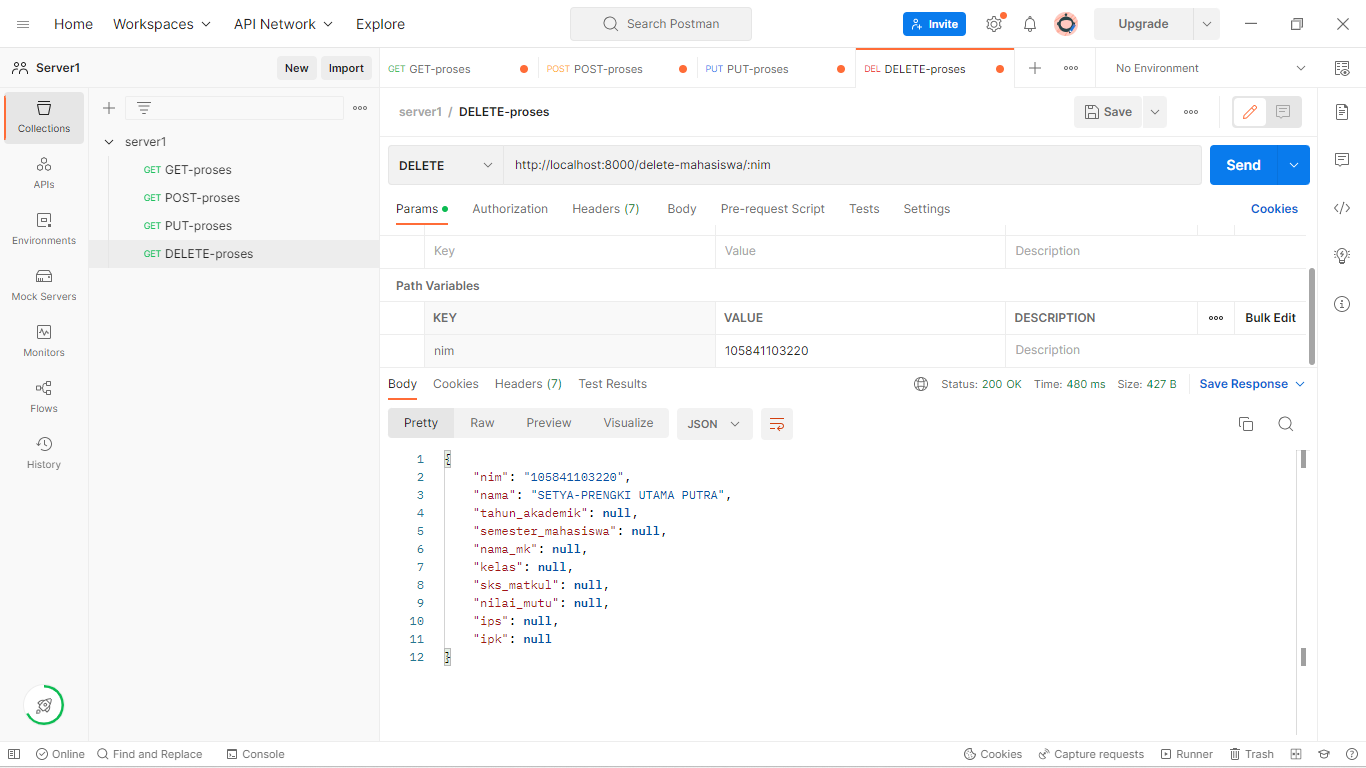 Home Workspaces API Network Explore Search Postman Invite Upgrade
Server1 New Import
GET GET-proses POST POST-proses PUT PUT-proses DEL DELETE-proses No Environment
Collections
APIs
Environments
Mock Servers
Monitors
Flows
History
server1
GET GET-proses
GET POST-proses
GET PUT-proses
GET DELETE-proses
server1 / DELETE-proses Save
DELETE http://localhost:8000/delete-mahasiswa/:nim Send
Params Authorization Headers (7) Body Pre-request Script Tests Settings Cookies
Key Value Description
Path Variables
KEY VALUE DESCRIPTION Bulk Edit
nim 105841103220 Description
Body Cookies Headers (7) Test Results Status: 200 OK Time: 480 ms Size: 427 B Save Response
Pretty Raw Preview Visualize JSON
1 {
2 "nim": "105841103220",
3 "nama": "SETYA-PRENGKI UTAMA PUTRA",
4 "tahun_akademik": null,
5 "semester_mahasiswa": null,
6 "nama_mk": null,
7 "kelas": null,
8 "sks_matkul": null,
9 "nilai_mutu": null,
10 "ips": null,
11 "ipk": null
12 }
Online Find and Replace Console Cookies Capture requests Runner Trash